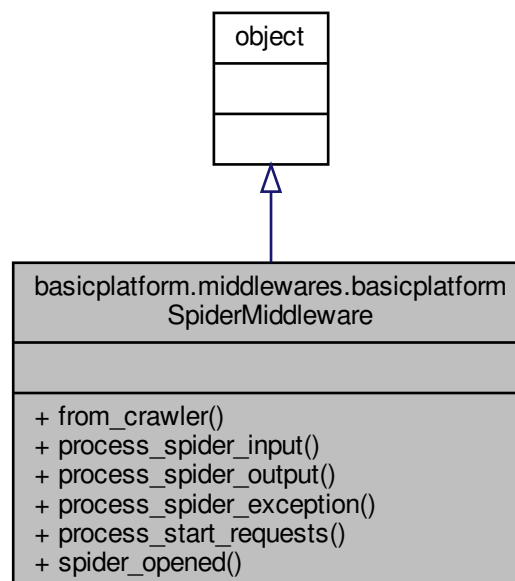 object
basicplatform.middlewares.basicplatform
SpiderMiddleware
+ from_crawler()
+ process_spider_input()
+ process_spider_output()
+ process_spider_exception()
+ process_start_requests()
+ spider_opened()